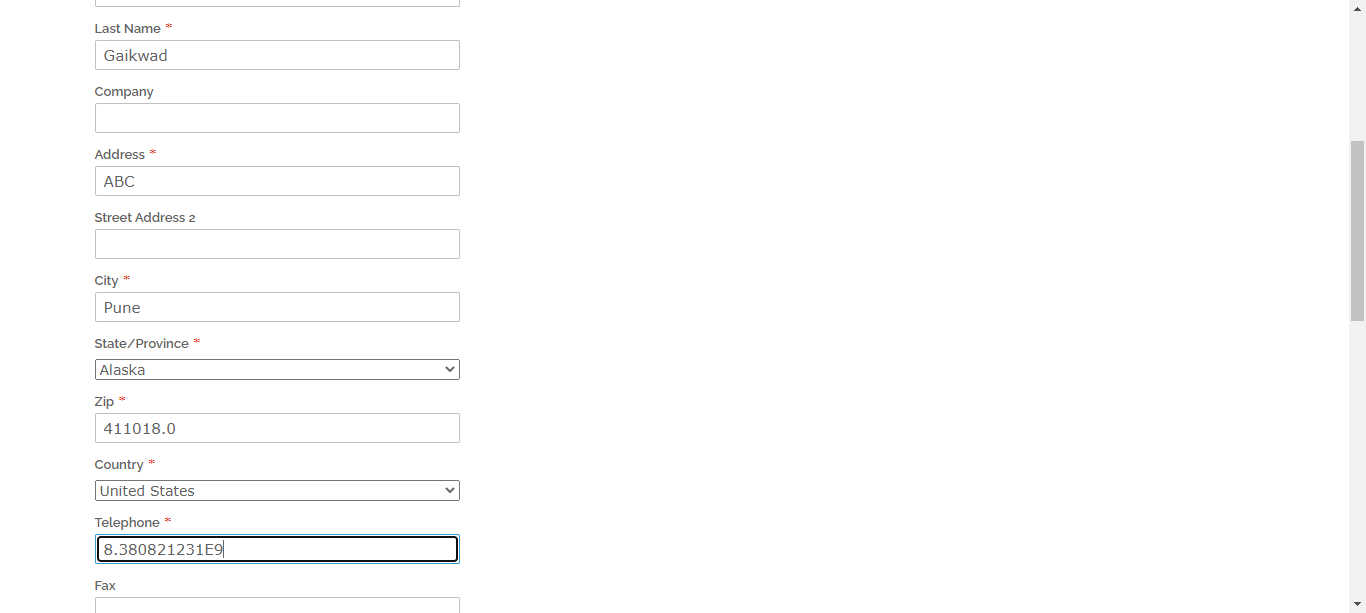 Last Name *
Gaikwad
Company
Address *
ABC
Street Address 2
City *
Pune
State/Province *
Alaska
Zip *
411018.0
Country *
United States
Telephone *
8.380821231E9
Fax